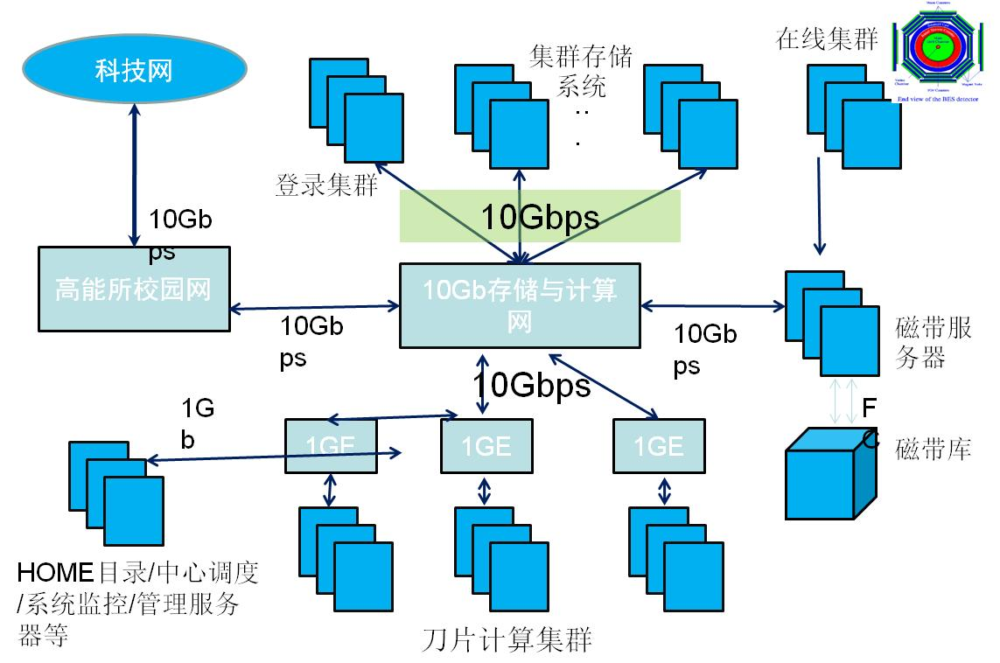 科技网
集群存储
系统
..
.
在线集群
End view of the BES detector
登录集群
10Gb
ps
10Gbps
高能所校园网
10Gb存储与计算
网
10Gb
ps
10Gb
ps
磁带服
务器
10Gbps
1G
b
1GE
1GE
1GE
F
C
磁带库
HOME目录/中心调度
/系统监控/管理服务
器等
刀片计算集群